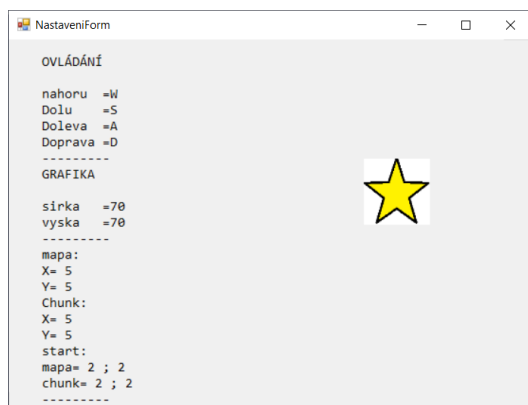 NastaveniForm
OVLÁDÁNÍ
nahoru  =W
Dolu    =S
Doleva  =A
Doprava =D
---------
GRAFIKA
sirka   =70
vyska   =70
---------
mapa:
X= 5
Y= 5
Chunk:
X= 5
Y= 5
start:
mapa= 2 ; 2
chunk= 2 ; 2
---------